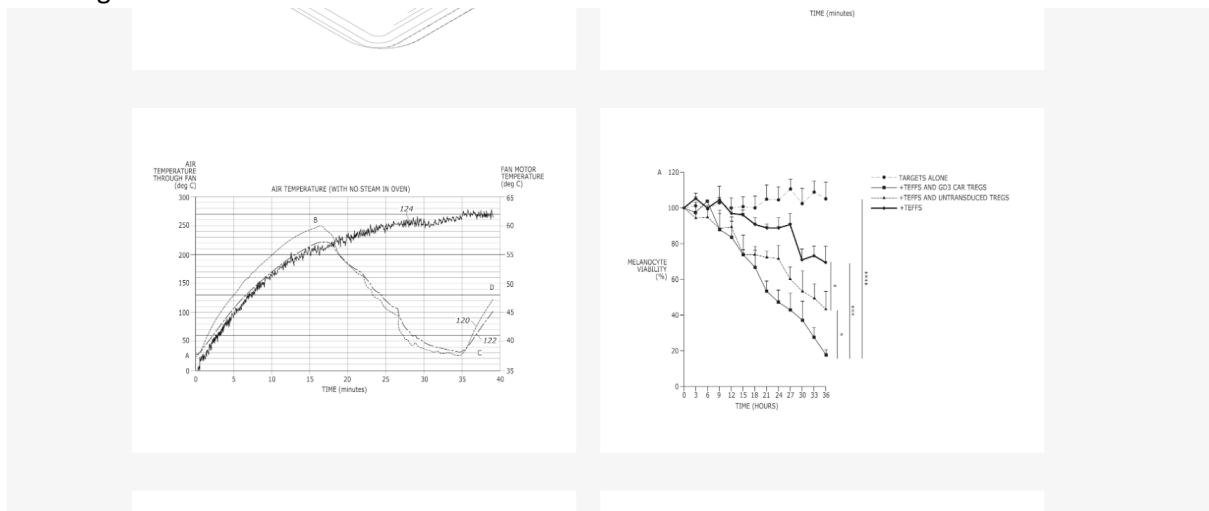 TIME (minutes)
AIR
TEMPERATURE
THROUGH FAN
(deg C)
FAN MOTOR
TEMPERATURE
(deg C)
AIR TEMPERATURE (WITH NO STEAM IN OVEN)
300
250
200
150
100
50
0
65
60
55
50
45
40
35
124
B
D
120
122
A
C
0 5 10 15 20 25 30 35 40
TIME (minutes)
A
120
100
80
60
40
20
0
MELANOCYTE
VIABILITY
(%)
TARGETS ALONE
+TEFFS AND GD3 CAR TREGS
+TEFFS AND UNTRANSDUCED TREGS
+TEFFS
*
*
***
****
0 3 6 9 12 15 18 21 24 27 30 33 36
TIME (HOURS)